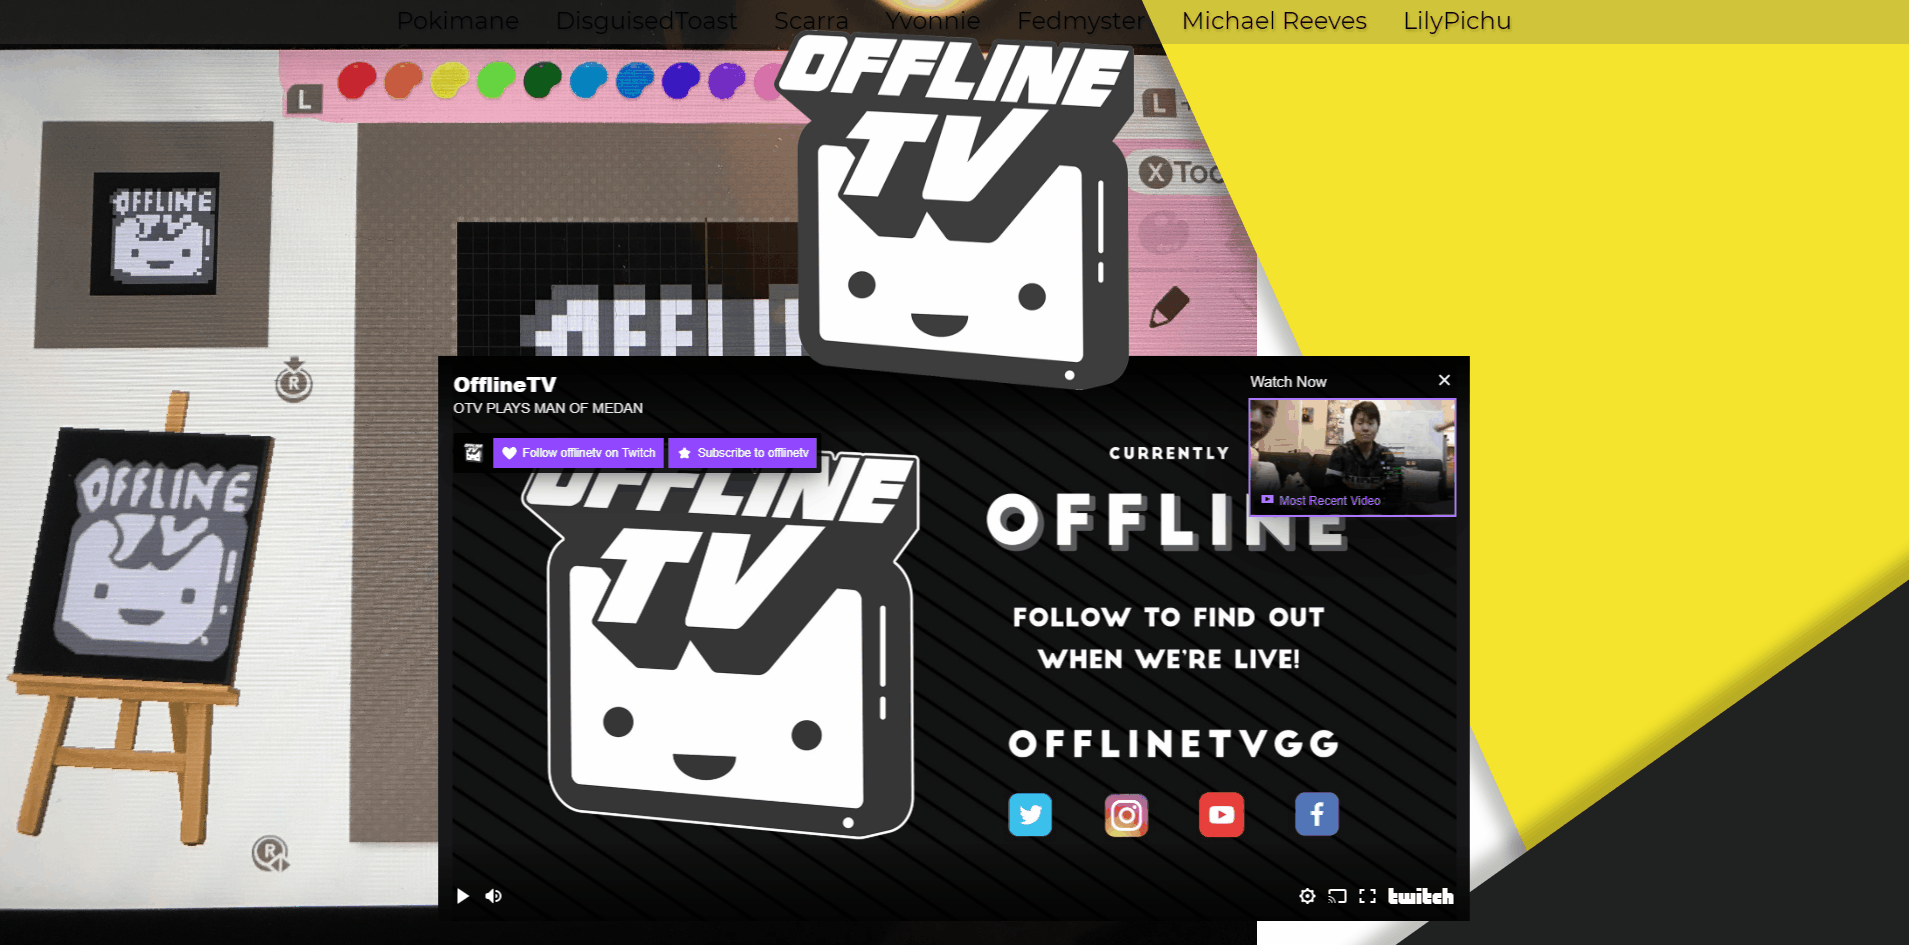 Pokimane DisguisedToast Scarra Yvonnie Fedmyster Michael Reeves LilyPichu
OFFLINE
TV
L
L
X Too
OFFLINE
OFFLINE
R
OFFLINE
TV
R
OfflineTV
OTV PLAYS MAN OF MEDAN
Follow offlinetv on Twitch
Subscribe to offlinetv
Watch Now
Most Recent Video
OFFLINE
TV
CURRENTLY
OFFLINE
FOLLOW TO FIND OUT
WHEN WE'RE LIVE!
OFFLINETVGG
twitch